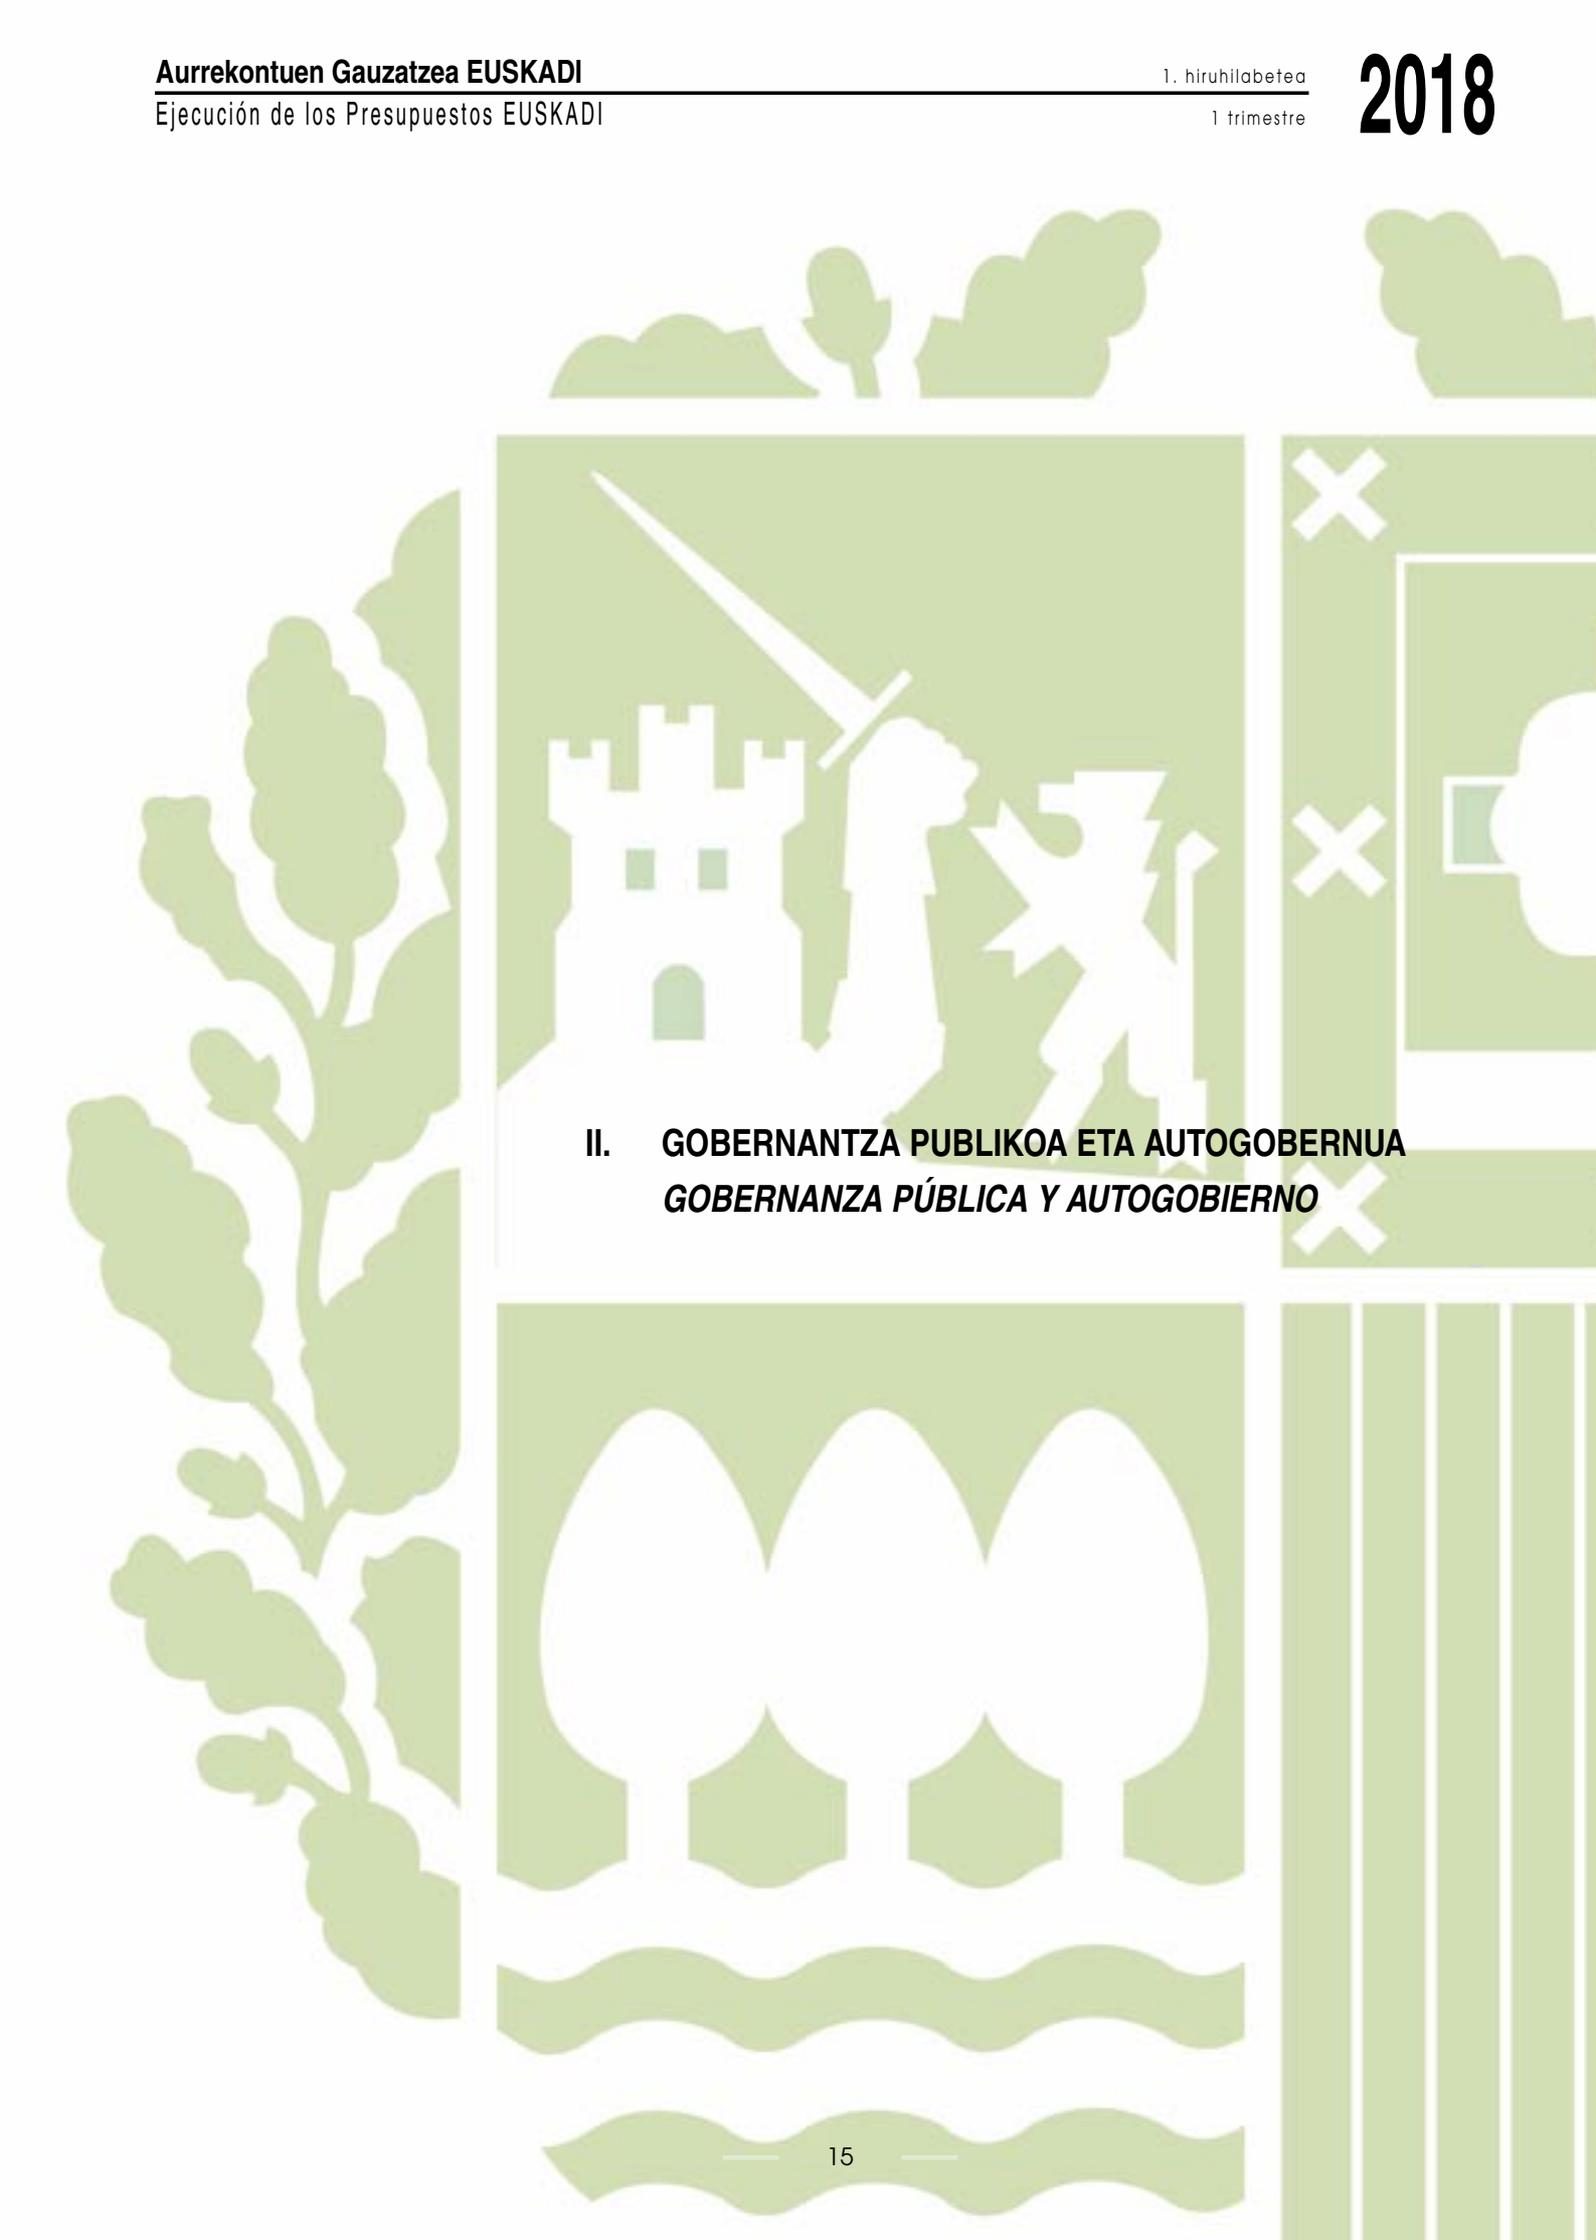 Aurrekontuen Gauzatzea EUSKADI
1. hiruhilabetea
2018
Ejecución de los Presupuestos EUSKADI
1 trimestre
II. GOBERNANTZA PUBLIKOA ETA AUTOGOBERNUA
GOBERNANZA PÚBLICA Y AUTOGOBIERNO
15